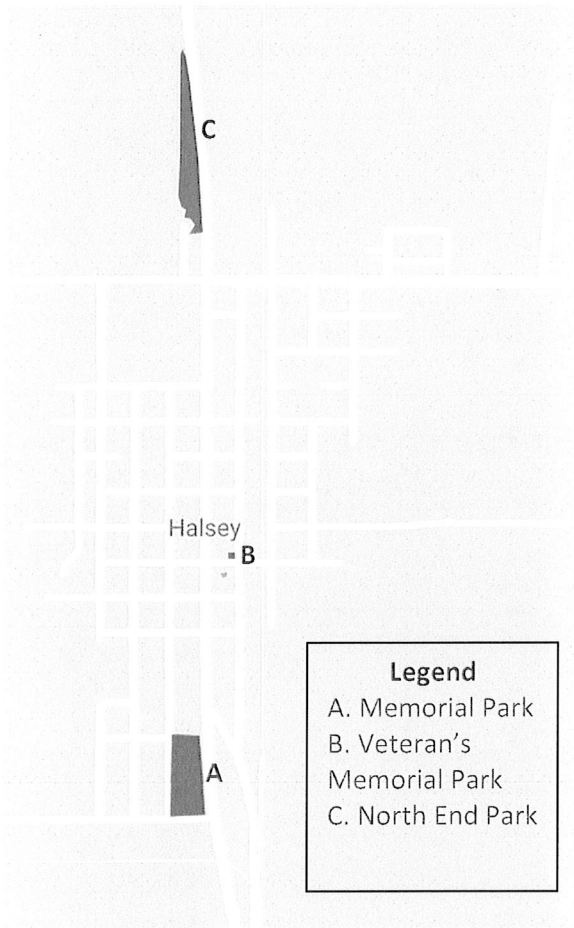 C
Halsey
B
A
Legend
A. Memorial Park
B. Veteran's
Memorial Park
C. North End Park